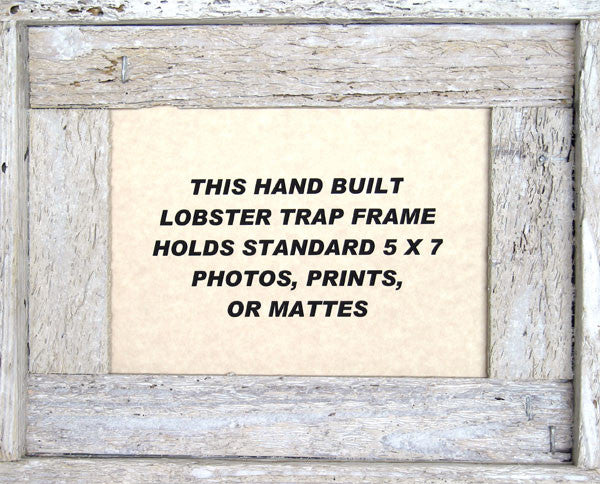 THIS HAND BUILT
LOBSTER TRAP FRAME
HOLDS STANDARD 5 X 7
PHOTOS, PRINTS,
OR MATTES